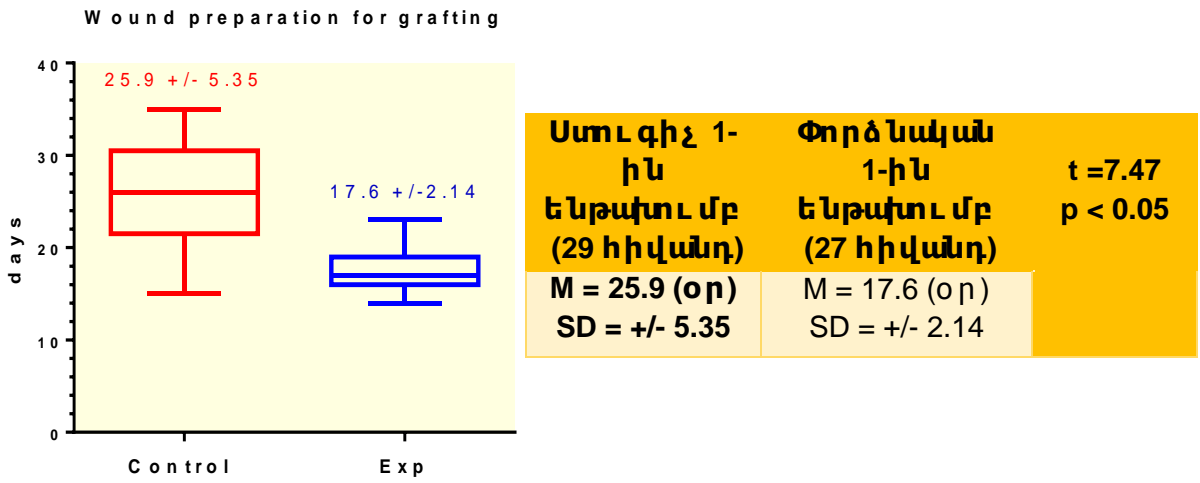 Wound preparation for grafting
40
25.9 +/- 5.35
30
17.6 +/-2.14
20
10
0
days
Control
Exp
Ստուգիչ 1-
ին
ենթախումբ
(29 հիվանդ)
Փորձնական
1-ին
ենթախումբ
(27 հիվանդ)
t =7.47
p < 0.05
M = 25.9 (օր)
SD = +/- 5.35
M = 17.6 (օր)
SD = +/- 2.14